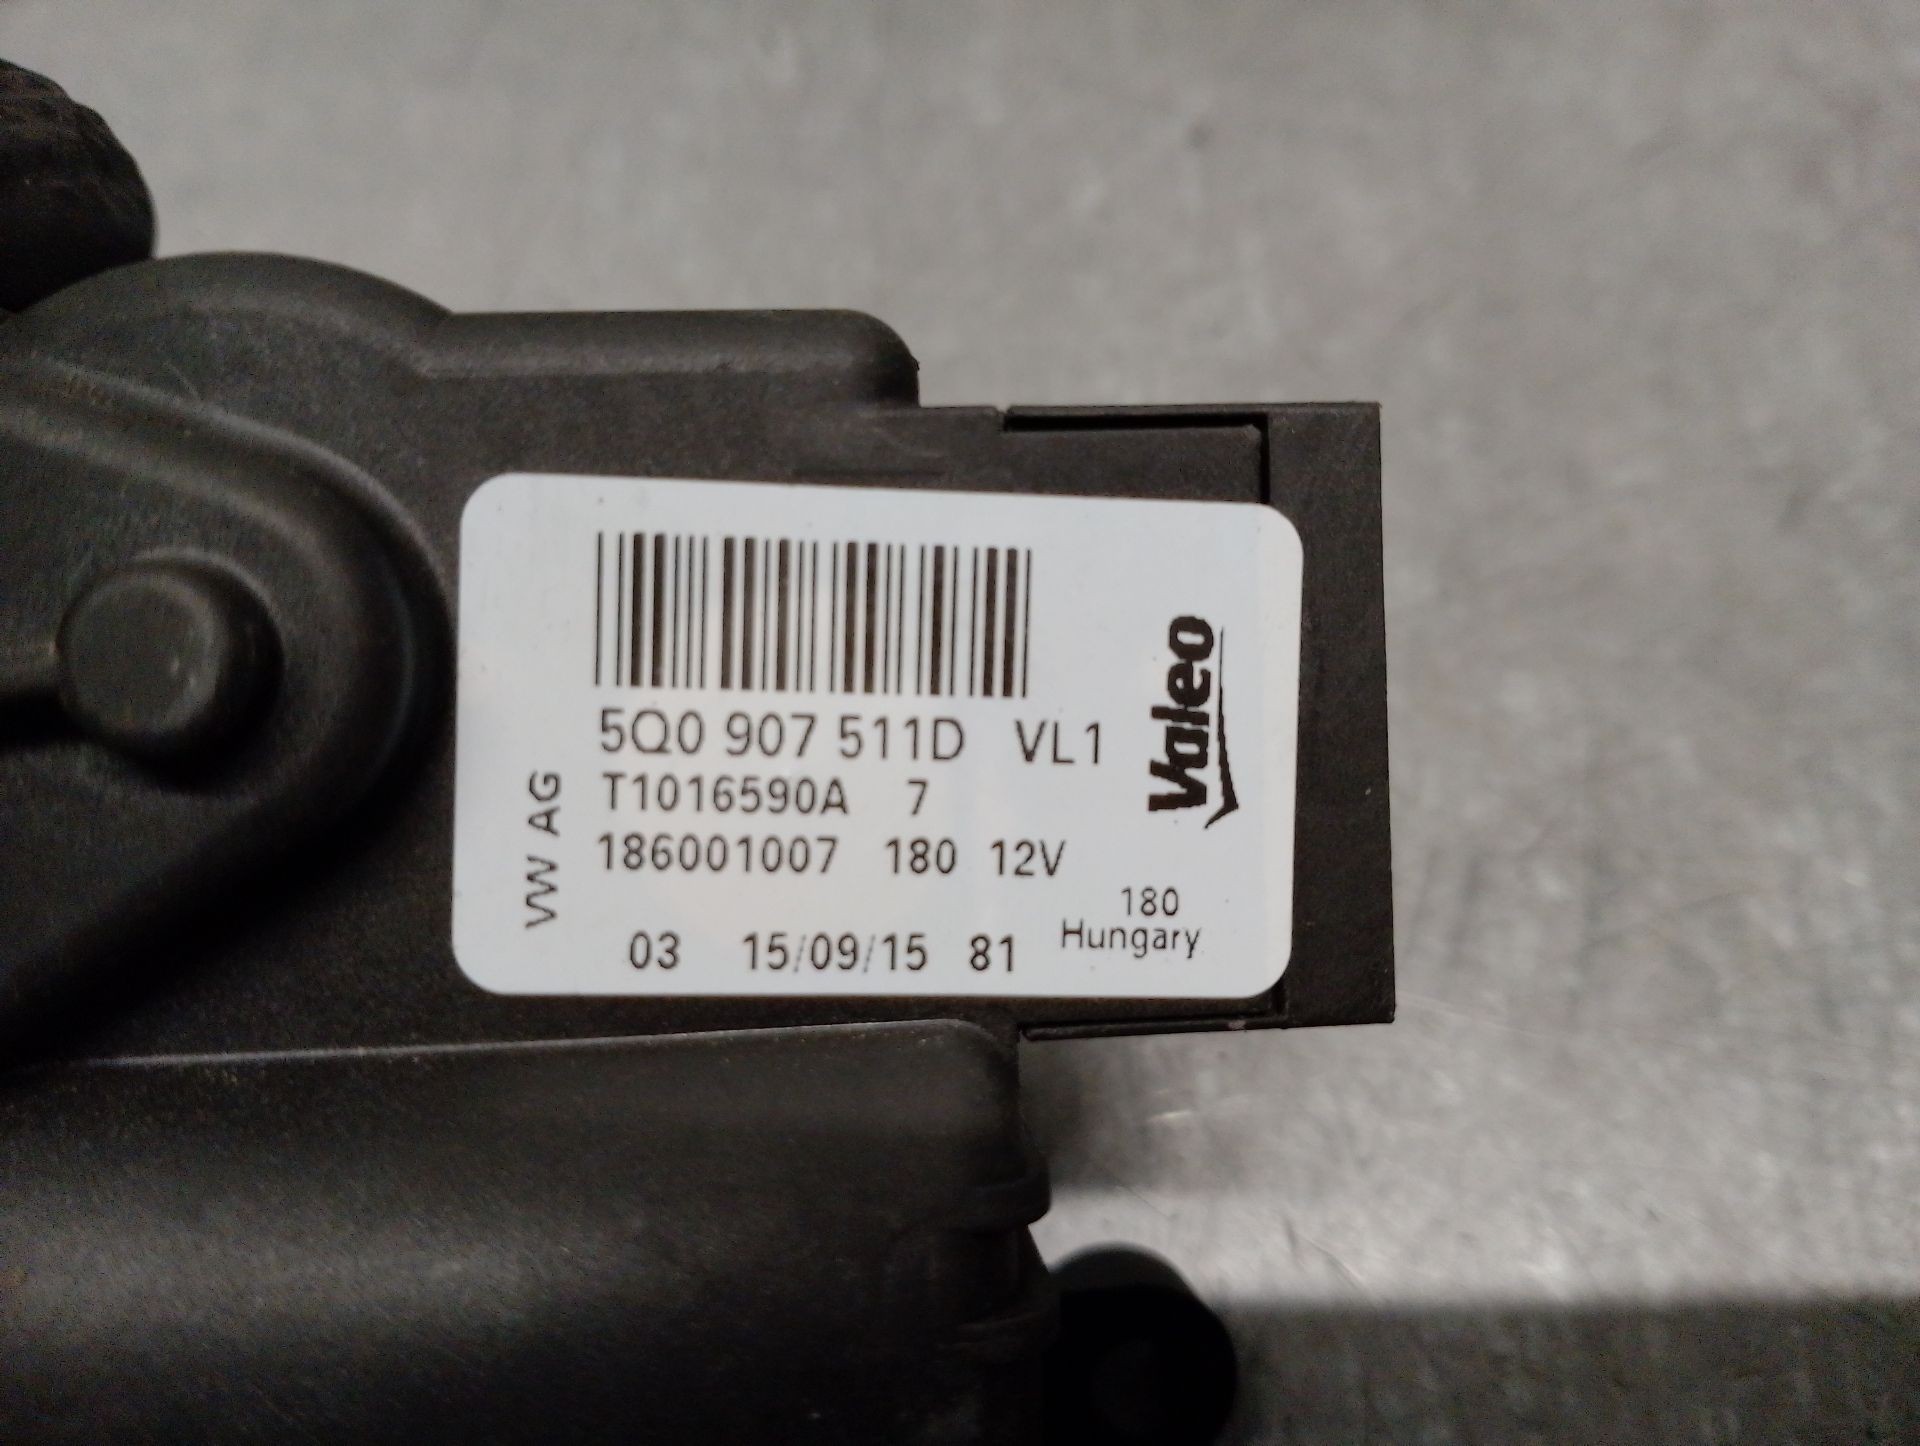 5Q0 907 511D VL1
T1016590A 7
186001007 180 12V
03 15/09/15 81
180
Hungary
VW AG
Valeo